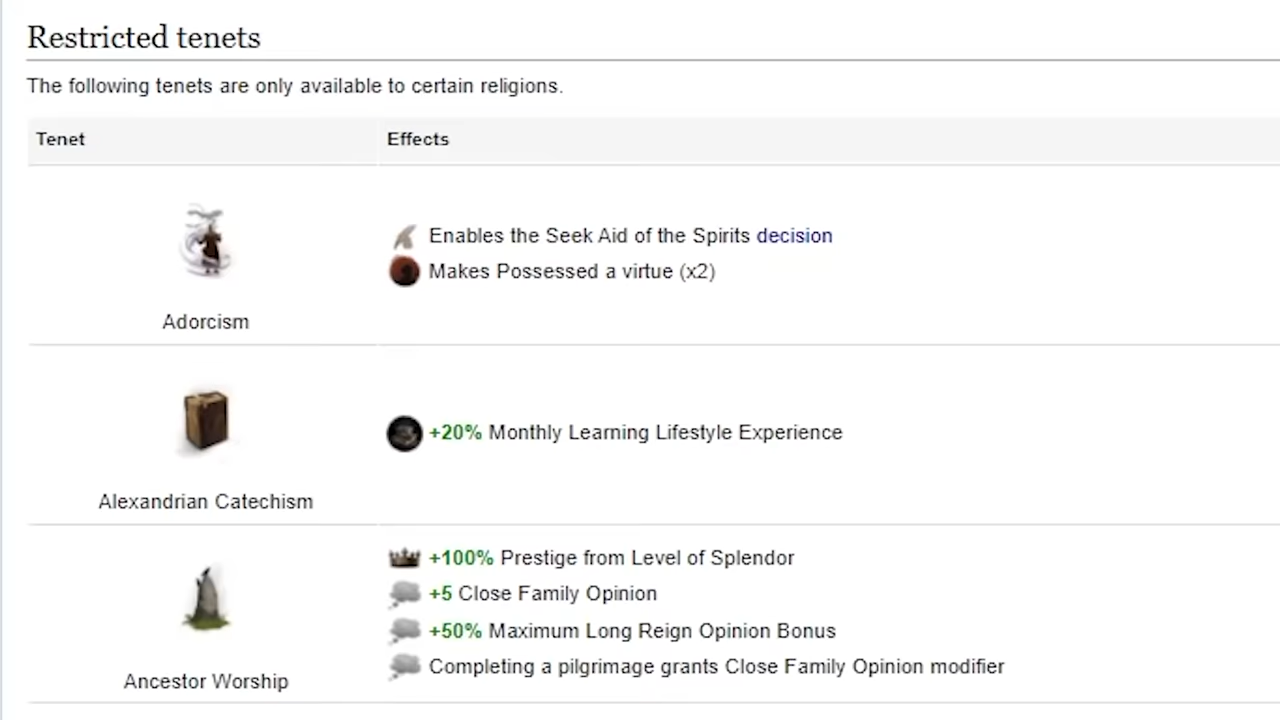 Restricted tenets
The following tenets are only available to certain religions.
Tenet Effects
Enables the Seek Aid of the Spirits decision
Makes Possessed a virtue (x2)
Adorcism
+20% Monthly Learning Lifestyle Experience
Alexandrian Catechism
+100% Prestige from Level of Splendor
+5 Close Family Opinion
+50% Maximum Long Reign Opinion Bonus
Completing a pilgrimage grants Close Family Opinion modifier
Ancestor Worship